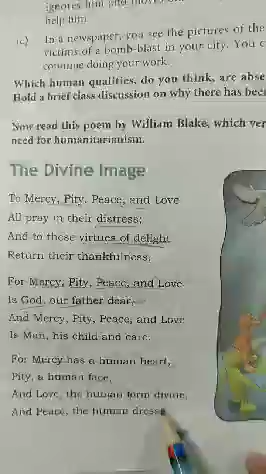 ignores him and moves
help him.
(c) In a newspaper, you see the pictures of the
victims of a bomb-blast in your city. You c
continue doing your work.
Which human qualities, do you think, are abse
Hold a brief class discussion on why there has bec
Now read this poem by William Blake, which ver
need for humanitarianism.
The Divine Image
To Mercy, Pity, Peace, and Love
All pray in their distress;
And to these virtues of delight
Return their thankfulness.
For Mercy, Pity, Peace, and Love
Is God, our father dear,
And Mercy, Pity, Peace, and Love
Is Man, his child and care.
For Mercy has a human heart,
Pity, a human face,
And Love, the human form divine,
And Peace, the human dress